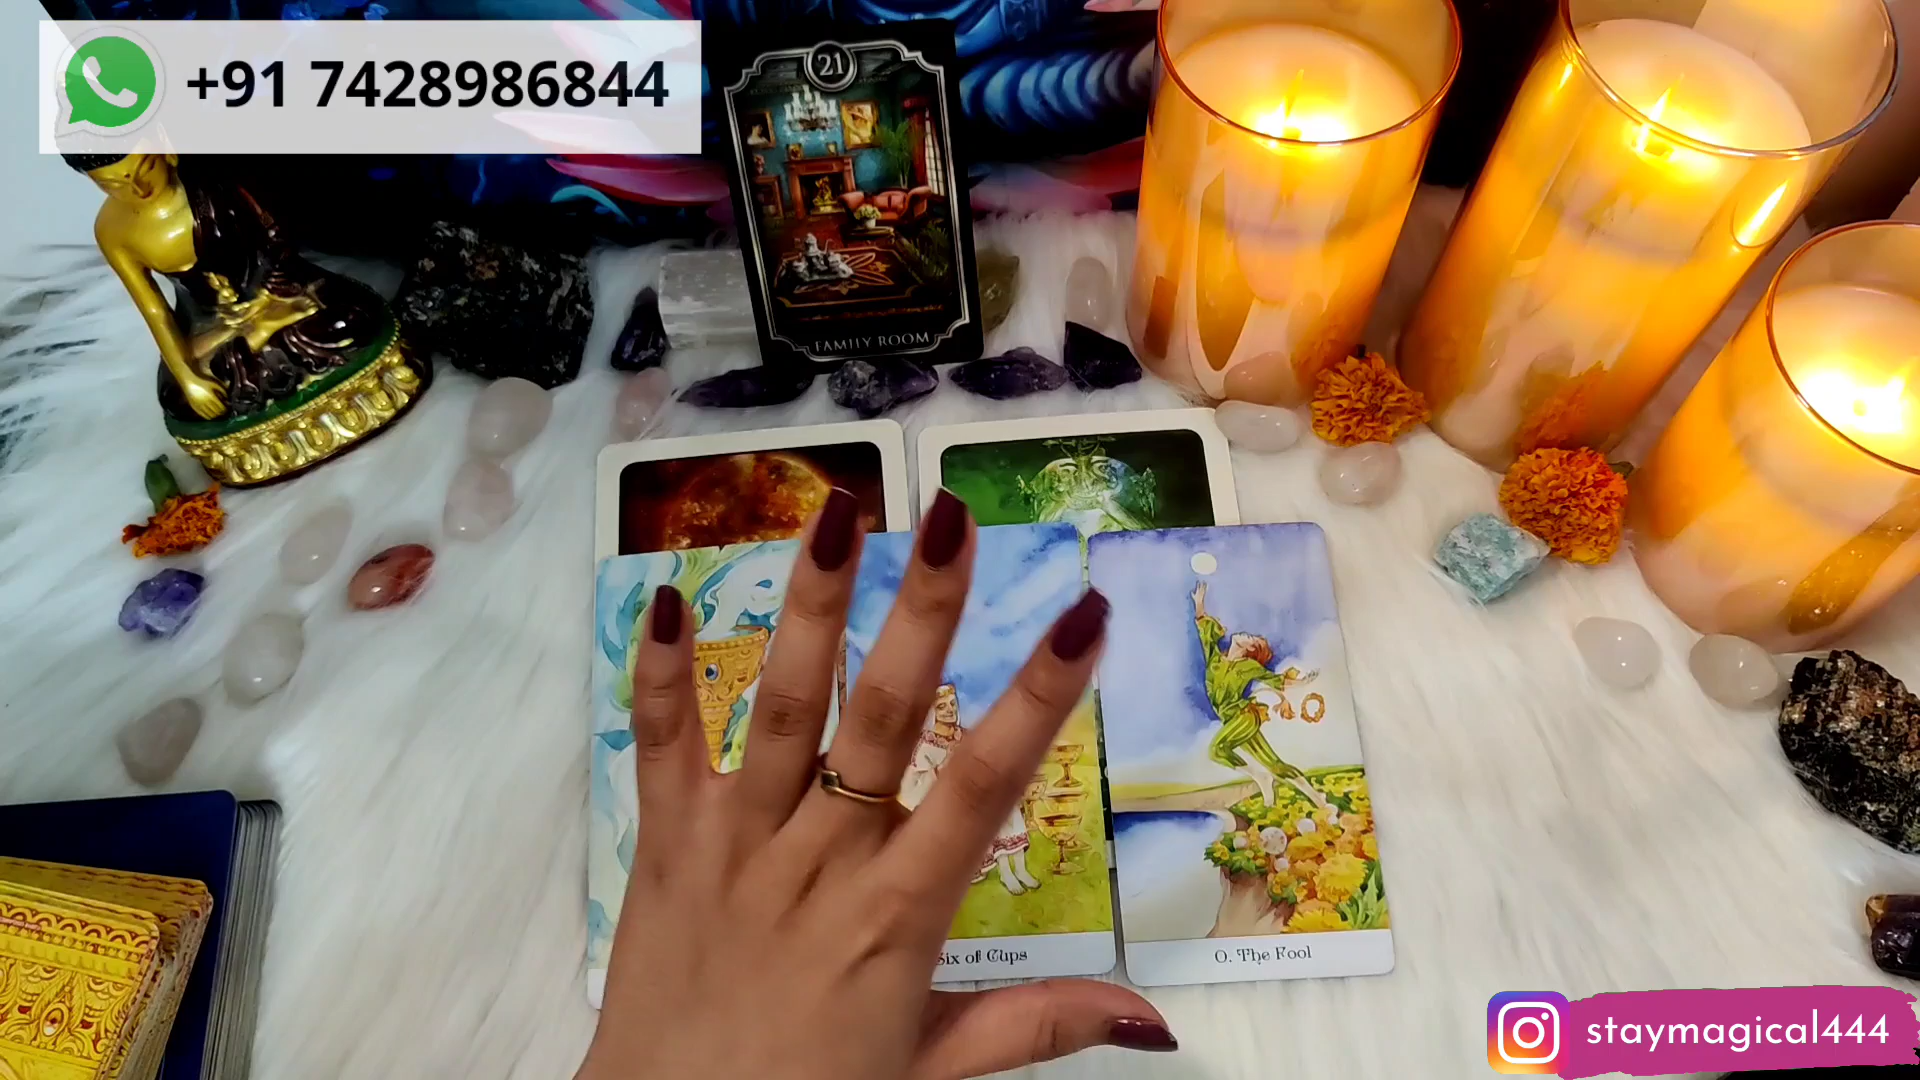 +91 7428986844
21
FAMILY ROOM
Six of Cups
0. The Fool
staymagical444